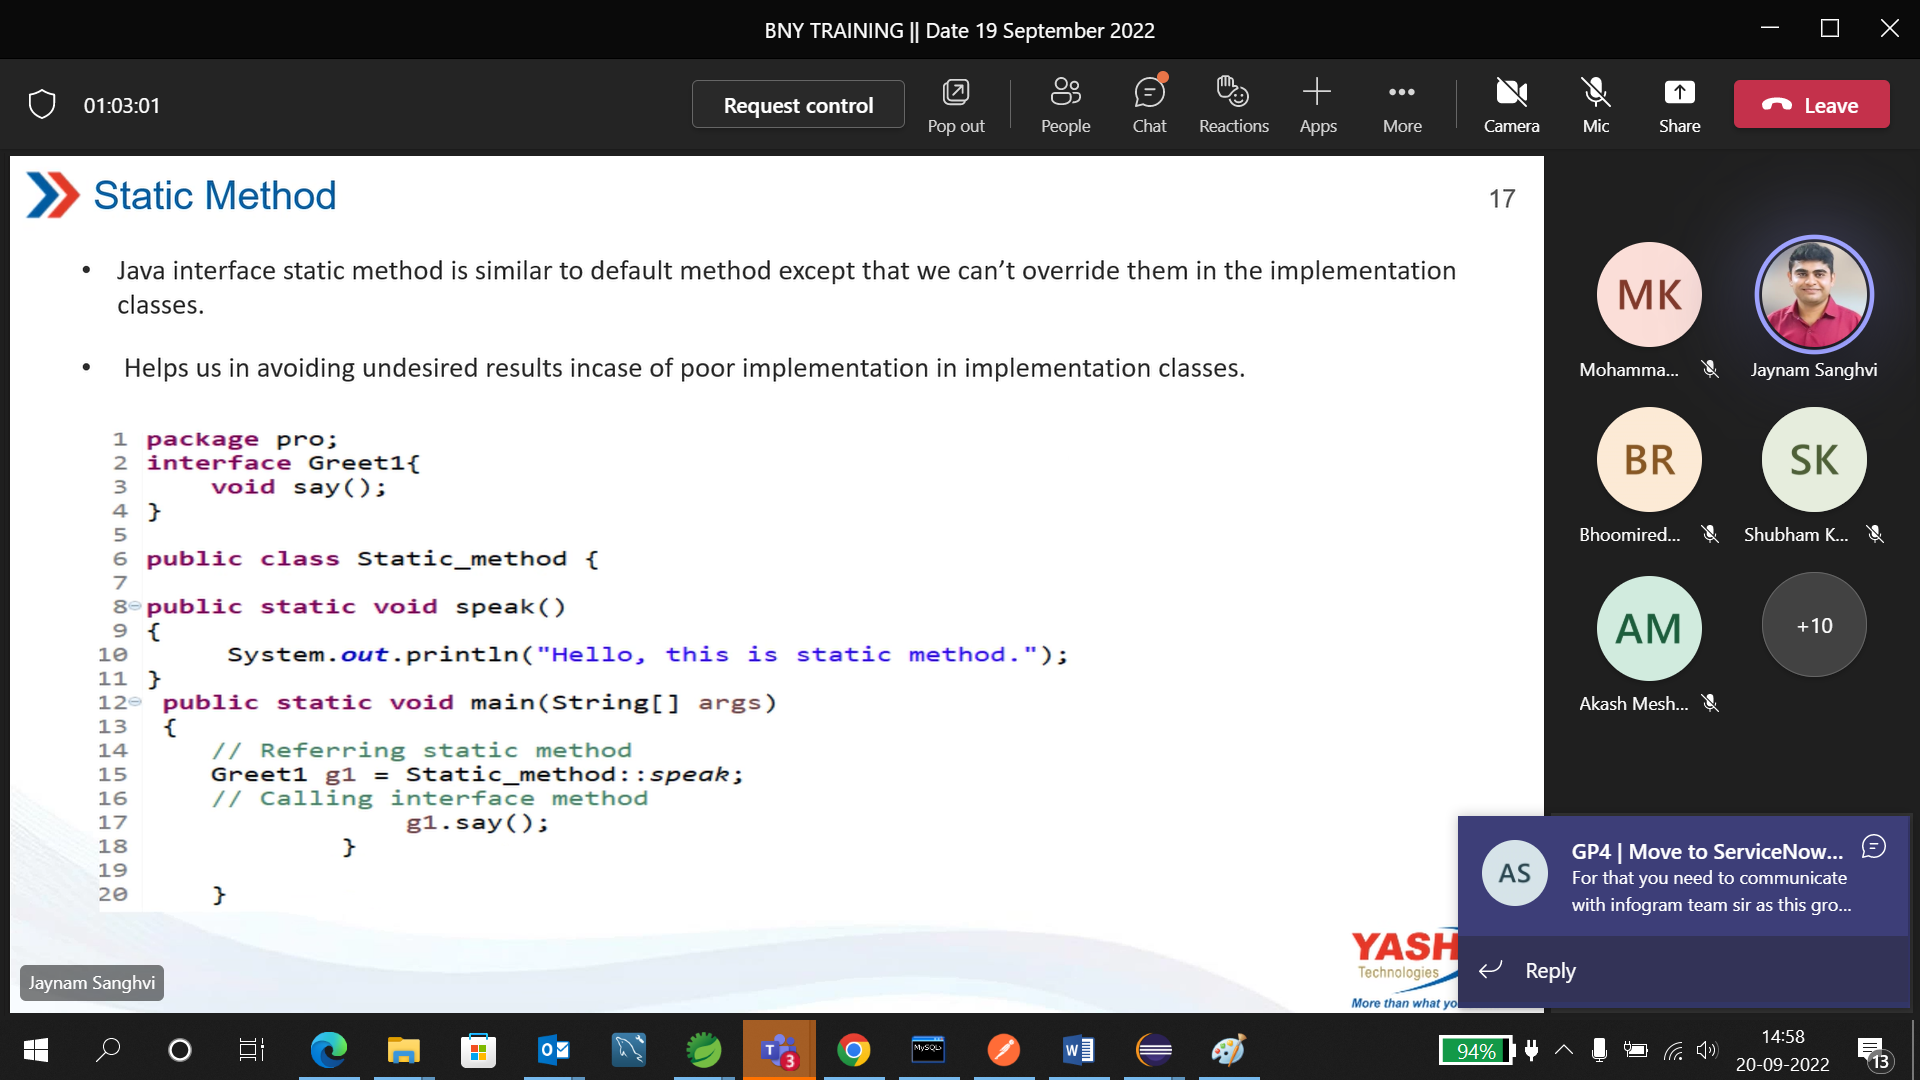 BNY TRAINING || Date 19 September 2022
01:03:01
Request control
Pop out
People
Chat
Reactions
Apps
More
Camera
Mic
Share
Leave
Static Method
17
• Java interface static method is similar to default method except that we can’t override them in the implementation
classes.
• Helps us in avoiding undesired results incase of poor implementation in implementation classes.
1 package pro;
2 interface Greet1{
3 void say();
4 }
5
6 public class Static_method {
7
8 public static void speak()
9 {
10 System.out.println("Hello, this is static method.");
11 }
12 public static void main(String[] args)
13 {
14 // Referring static method
15 Greet1 g1 = Static_method::speak;
16 // Calling interface method
17 g1.say();
18 }
19
20 }
YASH
Technologies
More than what yo
Jaynam Sanghvi
MK
Mohamma...
Jaynam Sanghvi
BR
Bhoomired...
SK
Shubham K...
AM
Akash Mesh...
+10
AS
GP4 | Move to ServiceNow...
For that you need to communicate
with infogram team sir as this gro...
Reply
MySQL
3
94%
14:58
20-09-2022
13